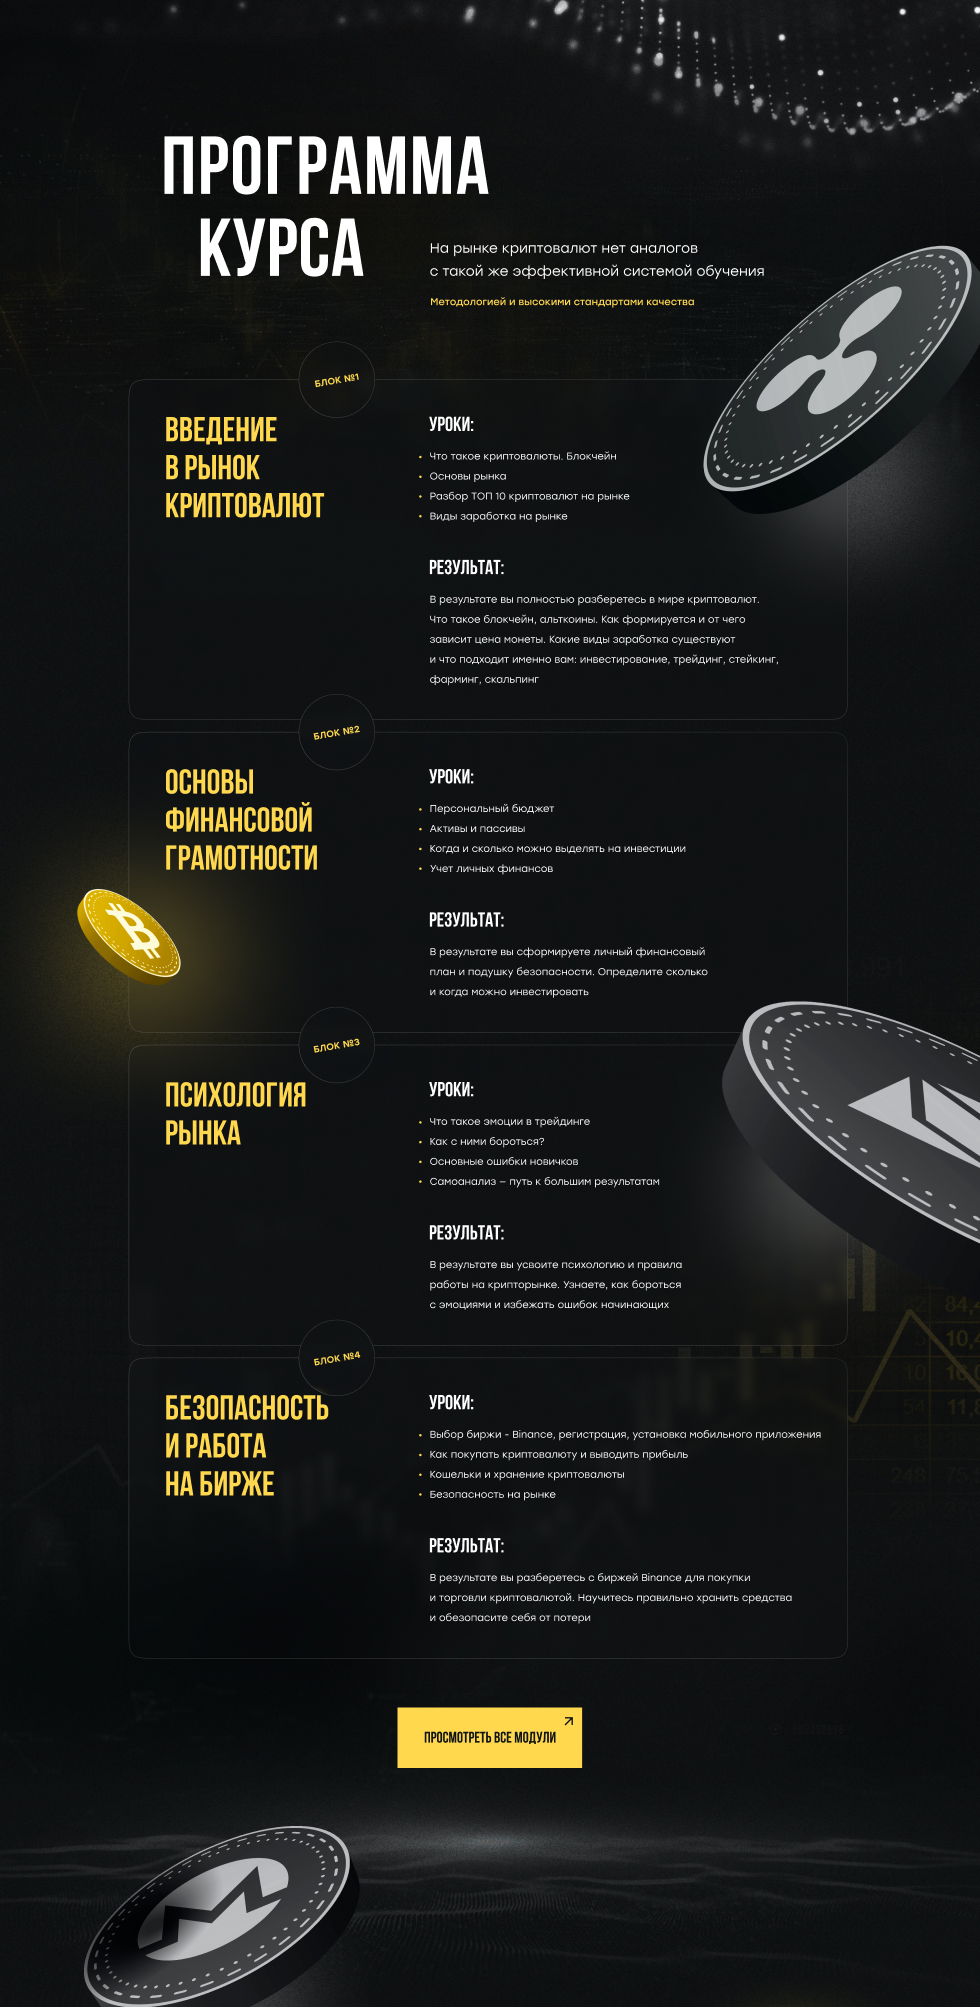 ПРОГРАММА
КУРСА
На рынке криптовалют нет аналогов
с такой же эффективной системой обучения
Методологией и высокими стандартами качества
БЛОК №1
ВВЕДЕНИЕ
В РЫНОК
КРИПТОВАЛЮТ
УРОКИ:
• Что такое криптовалюты. Блокчейн
• Основы рынка
• Разбор ТОП 10 криптовалют на рынке
• Виды заработка на рынке
РЕЗУЛЬТАТ:
В результате вы полностью разберетесь в мире криптовалют.
Что такое блокчейн, альткоины. Как формируется и от чего
зависит цена монеты. Какие виды заработка существуют
и что подходит именно вам: инвестирование, трейдинг, стейкинг,
фарминг, скальпинг
БЛОК №2
ОСНОВЫ
ФИНАНСОВОЙ
ГРАМОТНОСТИ
УРОКИ:
• Персональный бюджет
• Активы и пассивы
• Когда и сколько можно выделять на инвестиции
• Учет личных финансов
РЕЗУЛЬТАТ:
В результате вы сформируете личный финансовый
план и подушку безопасности. Определите сколько
и когда можно инвестировать
БЛОК №3
ПСИХОЛОГИЯ
РЫНКА
УРОКИ:
• Что такое эмоции в трейдинге
• Как с ними бороться?
• Основные ошибки новичков
• Самоанализ – путь к большим результатам
РЕЗУЛЬТАТ:
В результате вы усвоите психологию и правила
работы на крипторынке. Узнаете, как бороться
с эмоциями и избежать ошибок начинающих
БЛОК №4
БЕЗОПАСНОСТЬ
И РАБОТА
НА БИРЖЕ
УРОКИ:
• Выбор биржи - Binance, регистрация, установка мобильного приложения
• Как покупать криптовалюту и выводить прибыль
• Кошельки и хранение криптовалюты
• Безопасность на рынке
РЕЗУЛЬТАТ:
В результате вы разберетесь с биржей Binance для покупки
и торговли криптовалютой. Научитесь правильно хранить средства
и обезопасите себя от потери
ПРОСМОТРЕТЬ ВСЕ МОДУЛИ